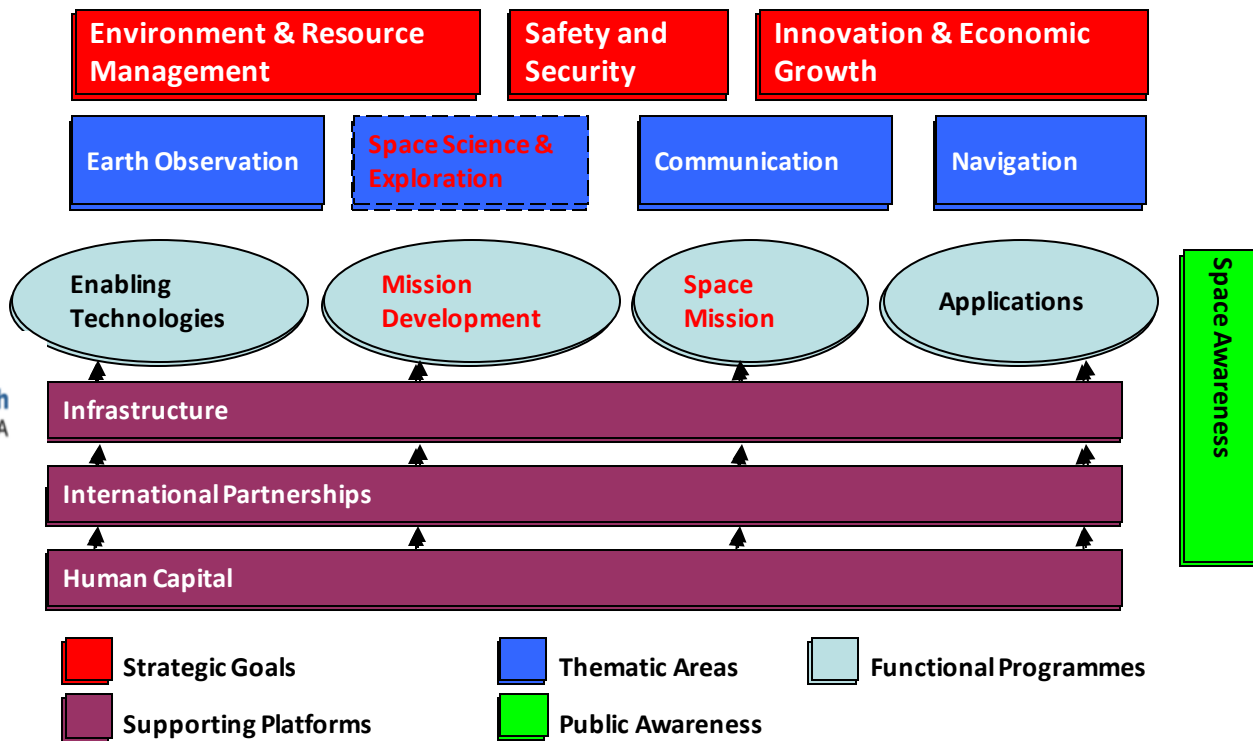 Environment & Resource
Management
Safety and
Security
Innovation & Economic
Growth
Earth Observation
Space Science &
Exploration
Communication
Navigation
Enabling
Technologies
Mission
Development
Space
Mission
Applications
Space Awareness
Infrastructure
International Partnerships
Human Capital
Strategic Goals
Thematic Areas
Functional Programmes
Supporting Platforms
Public Awareness